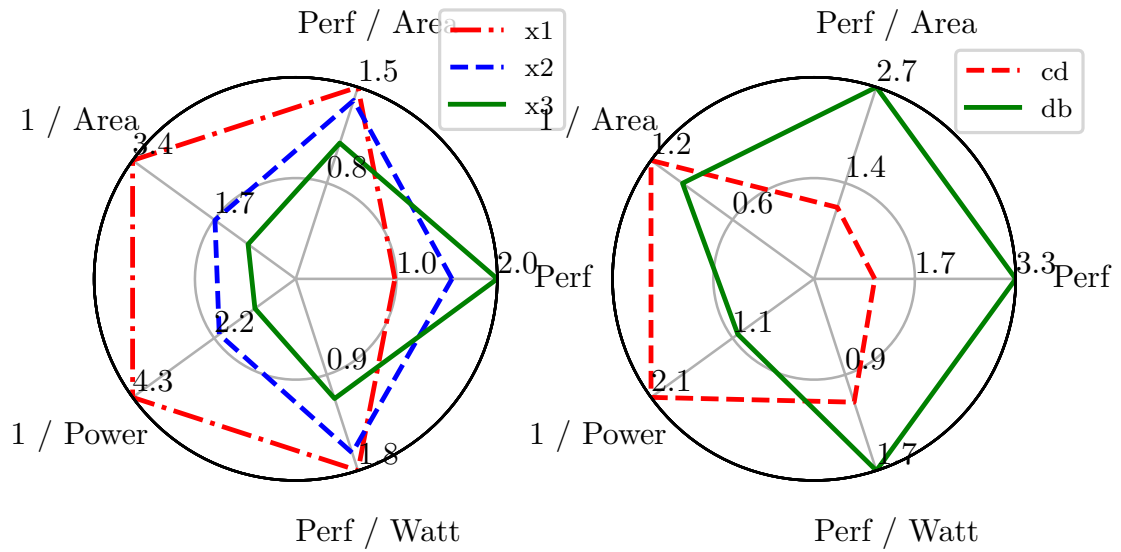 Perf / Area
x1
x2
x3
1.5
1 / Area
3.4
0.8
1.7
1.0
2.0
Perf
2.2
0.9
4.3
1 / Power
1.8
Perf / Watt
Perf / Area
cd
db
2.7
1 / Area
1.2
1.4
0.6
1.7
3.3
Perf
1.1
0.9
2.1
1 / Power
1.7
Perf / Watt